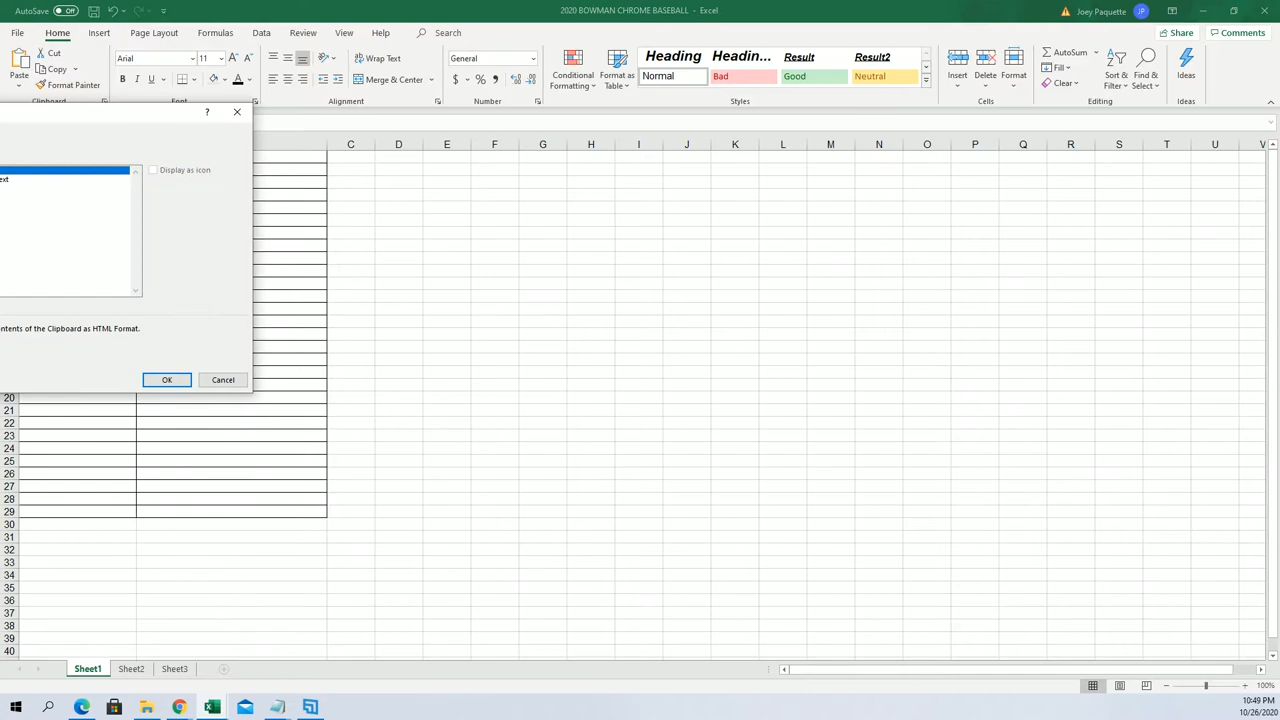 AutoSave Off
2020 BOWMAN CHROME BASEBALL - Excel
Joey Paquette JP
File Home Insert Page Layout Formulas Data Review View Help Search
Share Comments
Paste
Cut
Copy
Format Painter
Clipboard
Arial 11
B I U
Font
Wrap Text
Merge & Center
Alignment
General
$ % 9
Number
Conditional Formatting
Format as Table
Heading Headin... Result Result2
Normal Bad Good Neutral
Styles
Insert Delete Format
Cells
AutoSum
Fill
Clear
Sort & Filter
Find & Select
Editing
Ideas
Ideas
? ×
C D E F G H I J K L M N O P Q R S T U V
Display as icon
ext
ntents of the Clipboard as HTML Format.
OK Cancel
20
21
22
23
24
25
26
27
28
29
30
31
32
33
34
35
36
37
38
39
40
Sheet1 Sheet2 Sheet3
100%
10:49 PM
10/26/2020